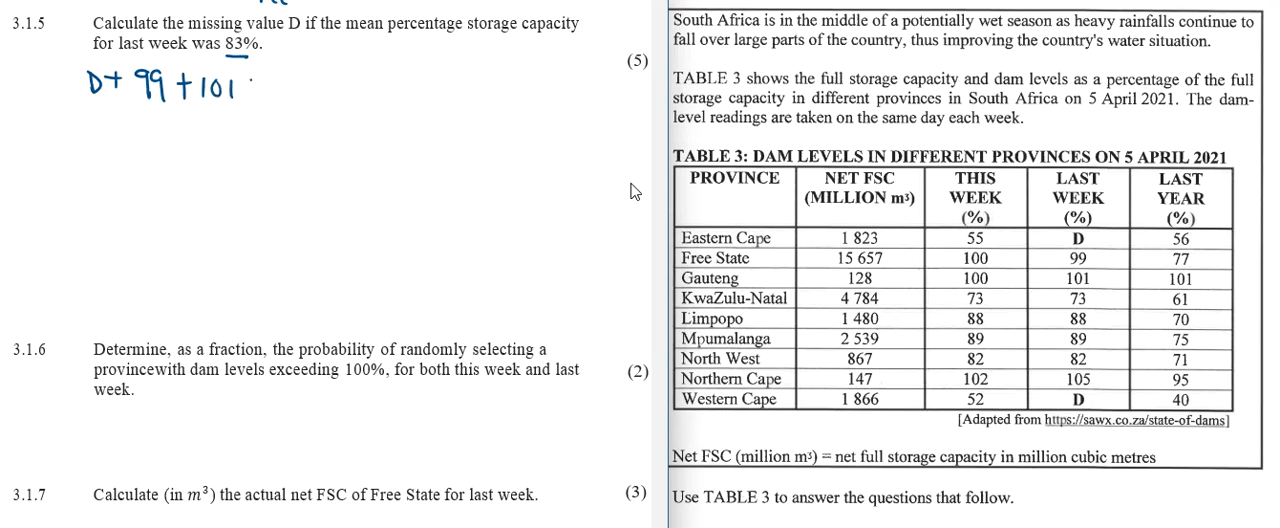 3.1.5 Calculate the missing value D if the mean percentage storage capacity
for last week was 83%.
(5)
D + 99 + 101
3.1.6 Determine, as a fraction, the probability of randomly selecting a
provincewith dam levels exceeding 100%, for both this week and last
week.
(2)
3.1.7 Calculate (in m³) the actual net FSC of Free State for last week. (3)
South Africa is in the middle of a potentially wet season as heavy rainfalls continue to
fall over large parts of the country, thus improving the country's water situation.
TABLE 3 shows the full storage capacity and dam levels as a percentage of the full
storage capacity in different provinces in South Africa on 5 April 2021. The dam-
level readings are taken on the same day each week.
TABLE 3: DAM LEVELS IN DIFFERENT PROVINCES ON 5 APRIL 2021
PROVINCE NET FSC THIS LAST LAST
(MILLION m³) WEEK WEEK YEAR
(%) (%) (%)
Eastern Cape 1 823 55 D 56
Free State 15 657 100 99 77
Gauteng 128 100 101 101
KwaZulu-Natal 4 784 73 73 61
Limpopo 1 480 88 88 70
Mpumalanga 2 539 89 89 75
North West 867 82 82 71
Northern Cape 147 102 105 95
Western Cape 1 866 52 D 40
[Adapted from https://sawx.co.za/state-of-dams]
Net FSC (million m³) = net full storage capacity in million cubic metres
Use TABLE 3 to answer the questions that follow.